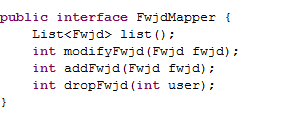 public interface FwjdMapper {
List<Fwjd> list();
int modifyFwjd(Fwjd fwjd);
int addFwjd(Fwjd fwjd);
int dropFwjd(int user);
}